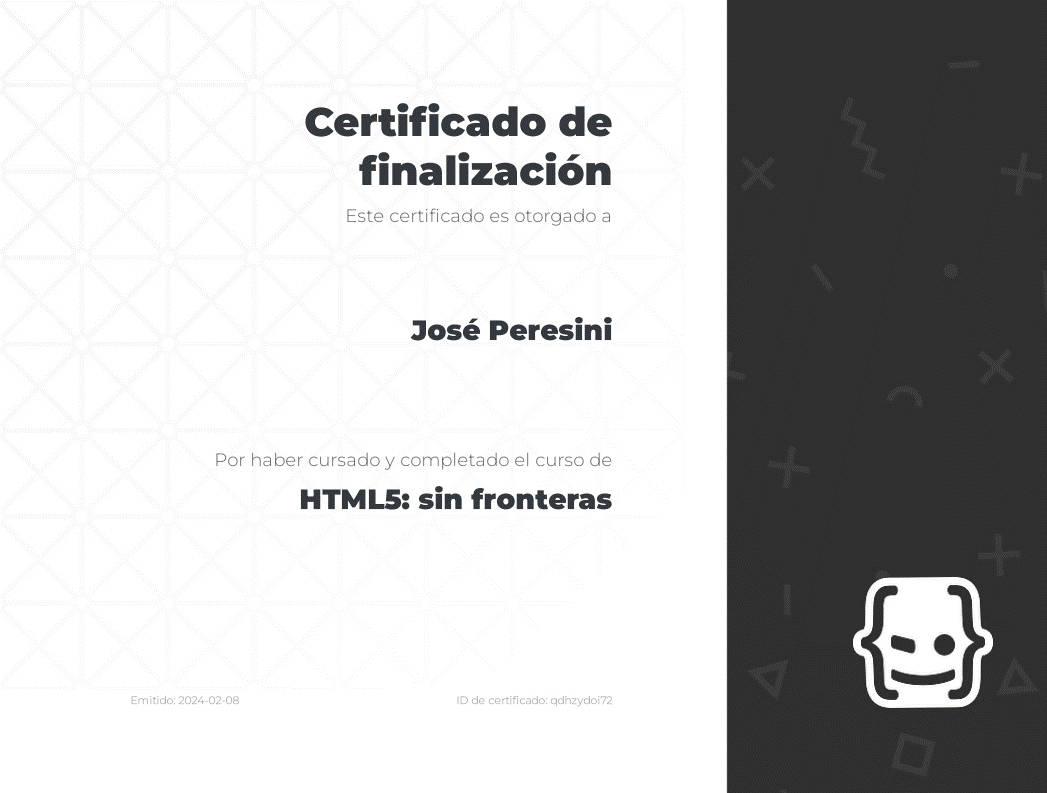 Certificado de
finalización
Este certificado es otorgado a
José Peresini
Por haber cursado y completado el curso de
HTML5: sin fronteras
Emitido: 2024-02-08
ID de certificado: qdhzydoi72